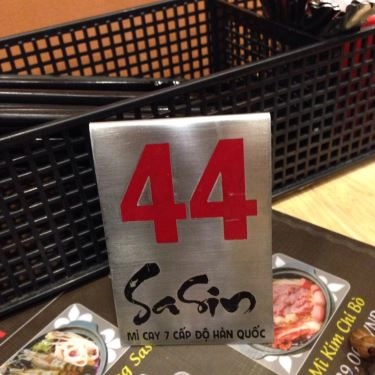 44
SaSin
MÌ CAY 7 CẤP ĐỘ HÀN QUỐC
Mì Kim Chi Bò